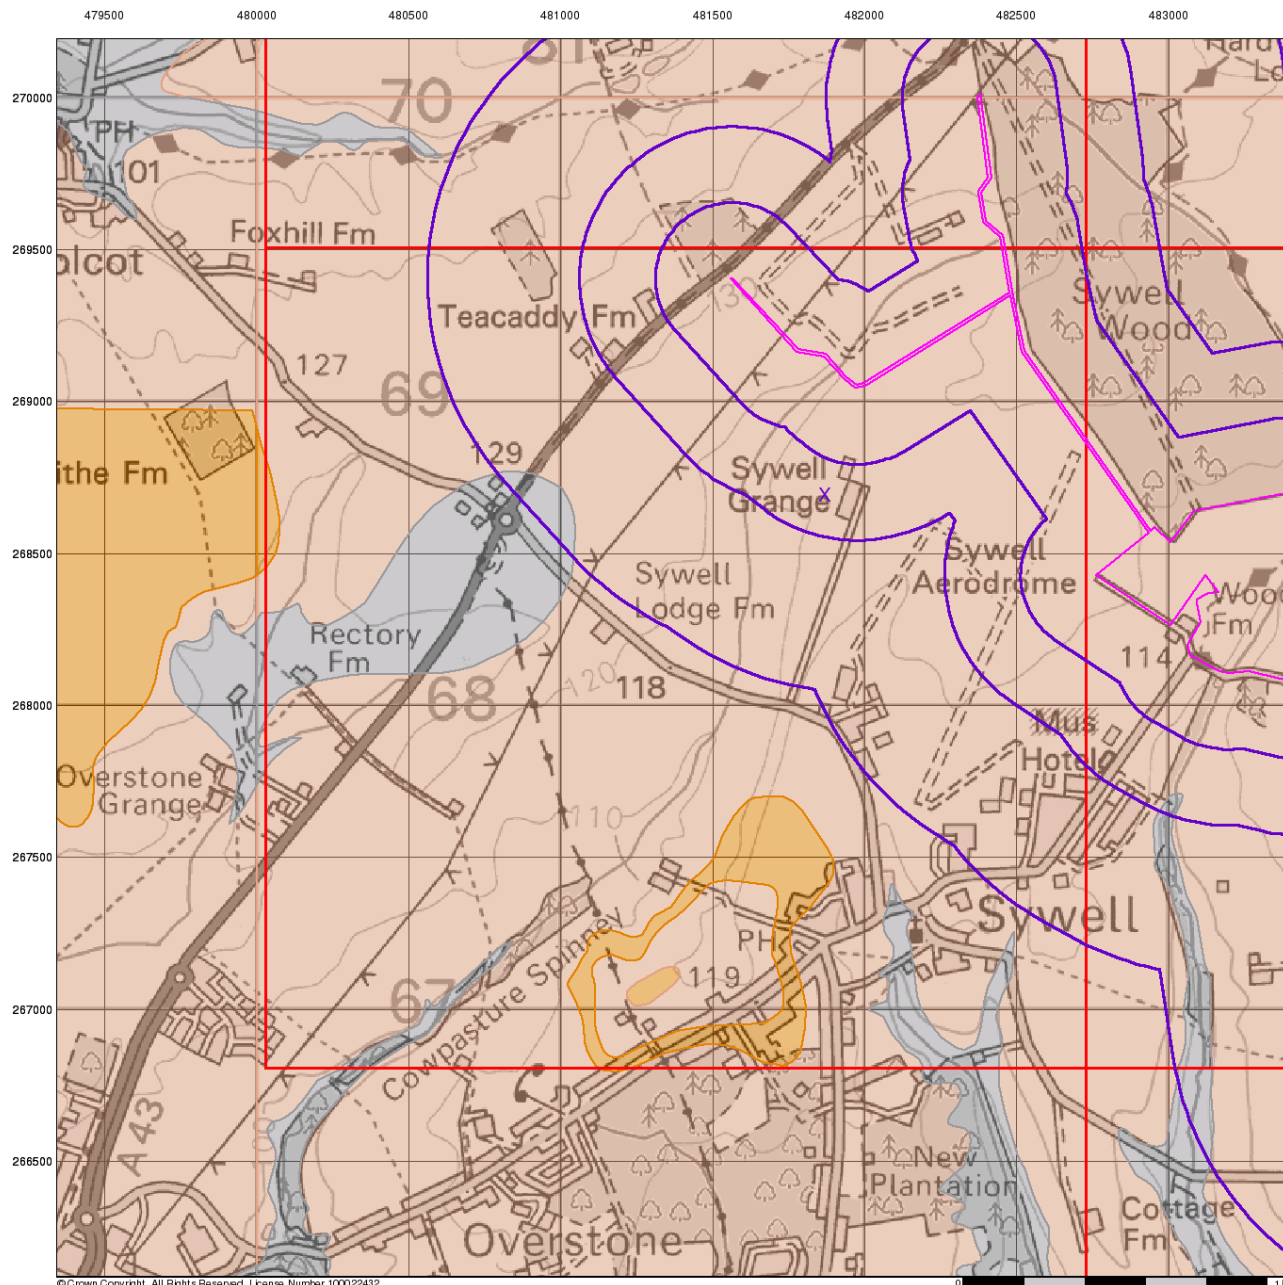 479500 480000 480500 481000 481500 482000 482500 483000
270000
269500
269000
268500
268000
267500
267000
266500
70
PH
101
Foxhill Fm
olcot
130
Teacaddy Fm
Sywell
Wood
127
69
129
ithe Fm
Sywell
Grange
X
Sywell
Aerodrome
Sywell
Lodge Fm
Rectory
Fm
Fm
114
120
118
68
Mus
Hotel
Overstone
Grange
110
Sywell
PH
119
67
Cowpasture Spinney
A 43
New
Plantation
Cottage
Fm
Overstone
© Crown Copyright. All Rights Reserved. License Number 100022432
0